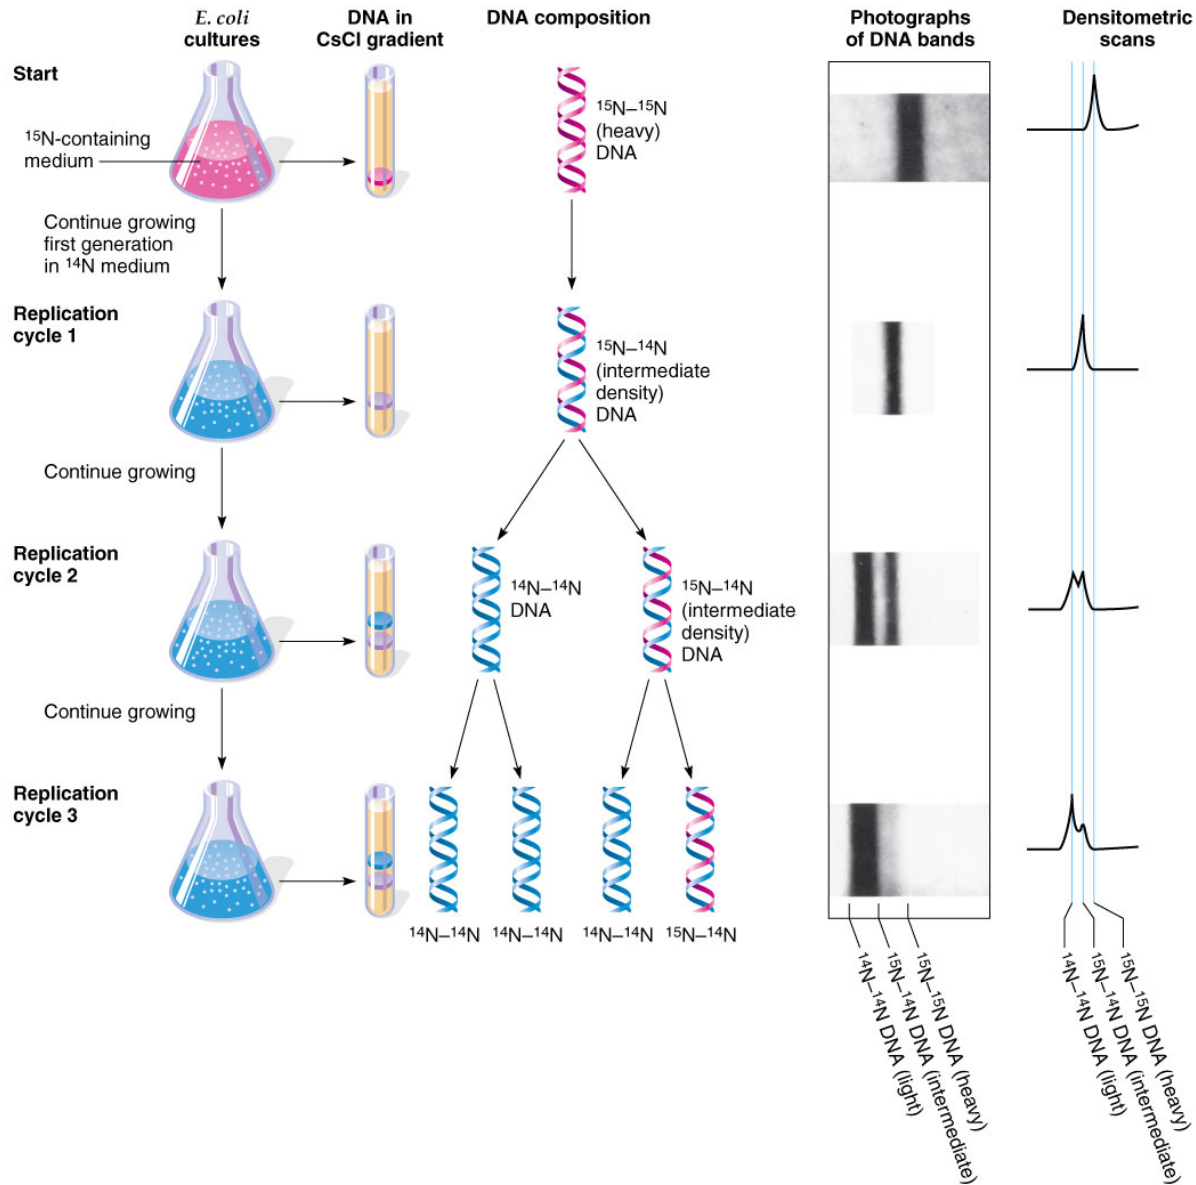 E. coli
cultures
DNA in
CsCl gradient
DNA composition
Photographs
of DNA bands
Densitometric
scans
Start
¹⁵N-containing
medium
¹⁵N–¹⁵N
(heavy)
DNA
Continue growing
first generation
in ¹⁴N medium
Replication
cycle 1
¹⁵N–¹⁴N
(intermediate
density)
DNA
Continue growing
Replication
cycle 2
¹⁴N–¹⁴N
DNA
¹⁵N–¹⁴N
(intermediate
density)
DNA
Continue growing
Replication
cycle 3
¹⁴N–¹⁴N
¹⁴N–¹⁴N
¹⁴N–¹⁴N
¹⁵N–¹⁴N
¹⁴N–¹⁴N DNA (light)
¹⁵N–¹⁴N DNA (intermediate)
¹⁵N–¹⁵N DNA (heavy)
¹⁴N–¹⁴N DNA (light)
¹⁵N–¹⁴N DNA (intermediate)
¹⁵N–¹⁵N DNA (heavy)